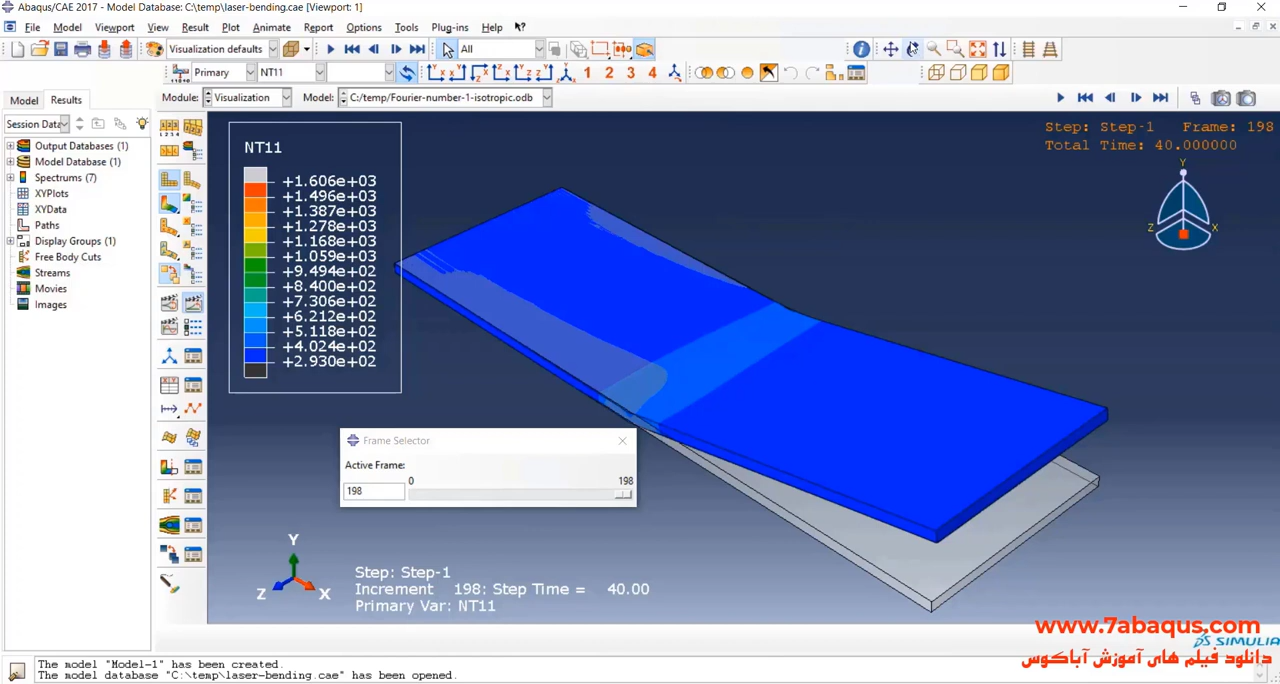 Abaqus/CAE 2017 - Model Database: C:\temp\laser-bending.cae [Viewport: 1]
File Model Viewport View Result Plot Animate Report Options Tools Plug-ins Help
Visualization defaults All
Primary NT11 1 2 3 4
Model Results Module: Visualization Model: C:/temp/Fourier-number-1-isotropic.odb
Session Data
Output Databases (1)
Model Database (1)
Spectrums (7)
XYPlots
XYData
Paths
Display Groups (1)
Free Body Cuts
Streams
Movies
Images
Step: Step-1 Frame: 198
Total Time: 40.000000
Y
Z X
NT11
+1.606e+03
+1.496e+03
+1.387e+03
+1.278e+03
+1.168e+03
+1.059e+03
+9.494e+02
+8.400e+02
+7.306e+02
+6.212e+02
+5.118e+02
+4.024e+02
+2.930e+02
Frame Selector
Active Frame:
0 198
198
Y
Z X
Step: Step-1
Increment 198: Step Time = 40.00
Primary Var: NT11
www.7abaqus.com
SIMULIA
دانلود فیلم های آموزش آباکوس
The model "Model-1" has been created.
The model database "C:\temp\laser-bending.cae" has been opened.